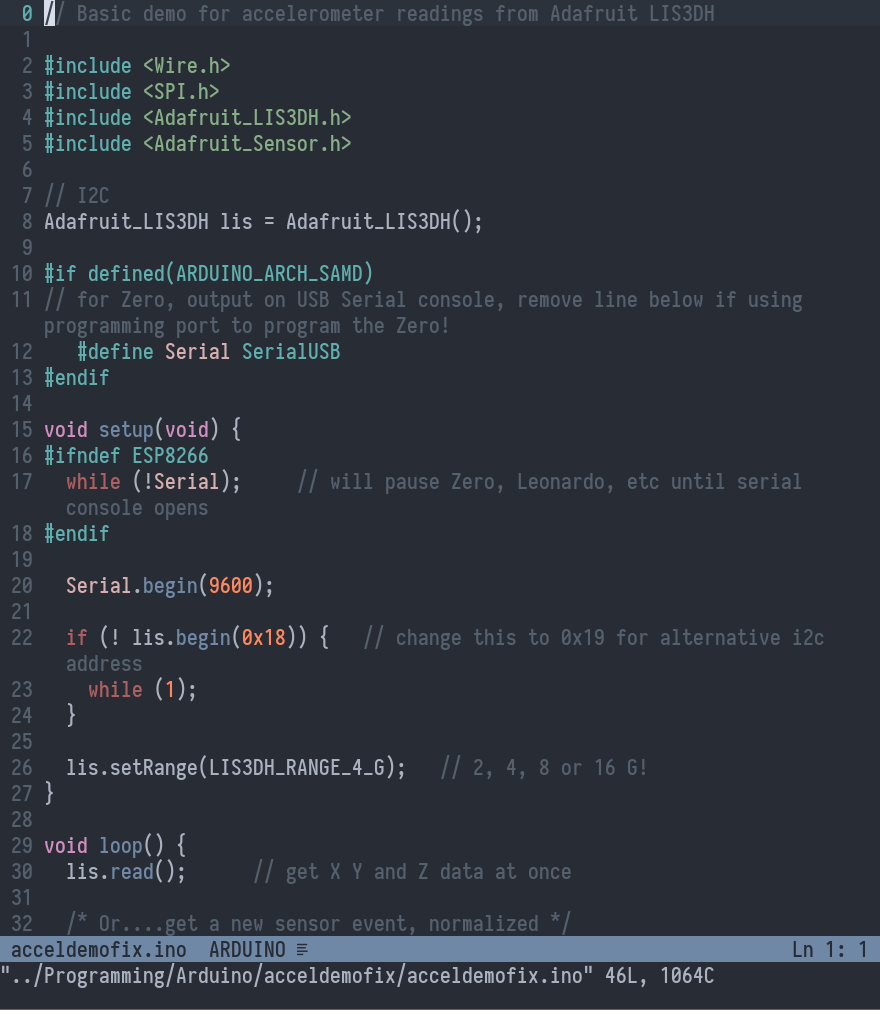 0 // Basic demo for accelerometer readings from Adafruit LIS3DH
1
2 #include <Wire.h>
3 #include <SPI.h>
4 #include <Adafruit_LIS3DH.h>
5 #include <Adafruit_Sensor.h>
6
7 // I2C
8 Adafruit_LIS3DH lis = Adafruit_LIS3DH();
9
10 #if defined(ARDUINO_ARCH_SAMD)
11 // for Zero, output on USB Serial console, remove line below if using
programming port to program the Zero!
12    #define Serial SerialUSB
13 #endif
14
15 void setup(void) {
16 #ifndef ESP8266
17   while (!Serial);     // will pause Zero, Leonardo, etc until serial
console opens
18 #endif
19
20   Serial.begin(9600);
21
22   if (! lis.begin(0x18)) {   // change this to 0x19 for alternative i2c
address
23     while (1);
24   }
25
26   lis.setRange(LIS3DH_RANGE_4_G);   // 2, 4, 8 or 16 G!
27 }
28
29 void loop() {
30   lis.read();      // get X Y and Z data at once
31
32   /* Or....get a new sensor event, normalized */
acceldemofix.ino  ARDUINO ≡ Ln 1: 1
"../Programming/Arduino/acceldemofix/acceldemofix.ino" 46L, 1064C